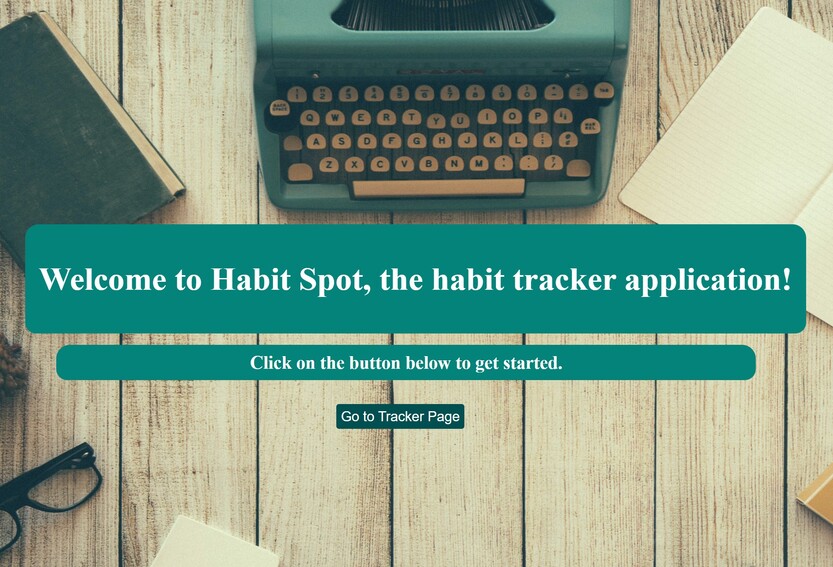 Q W E R T Y U I O P
A S D F G H J K L
Z X C V B N M
Welcome to Habit Spot, the habit tracker application!
Click on the button below to get started.
Go to Tracker Page